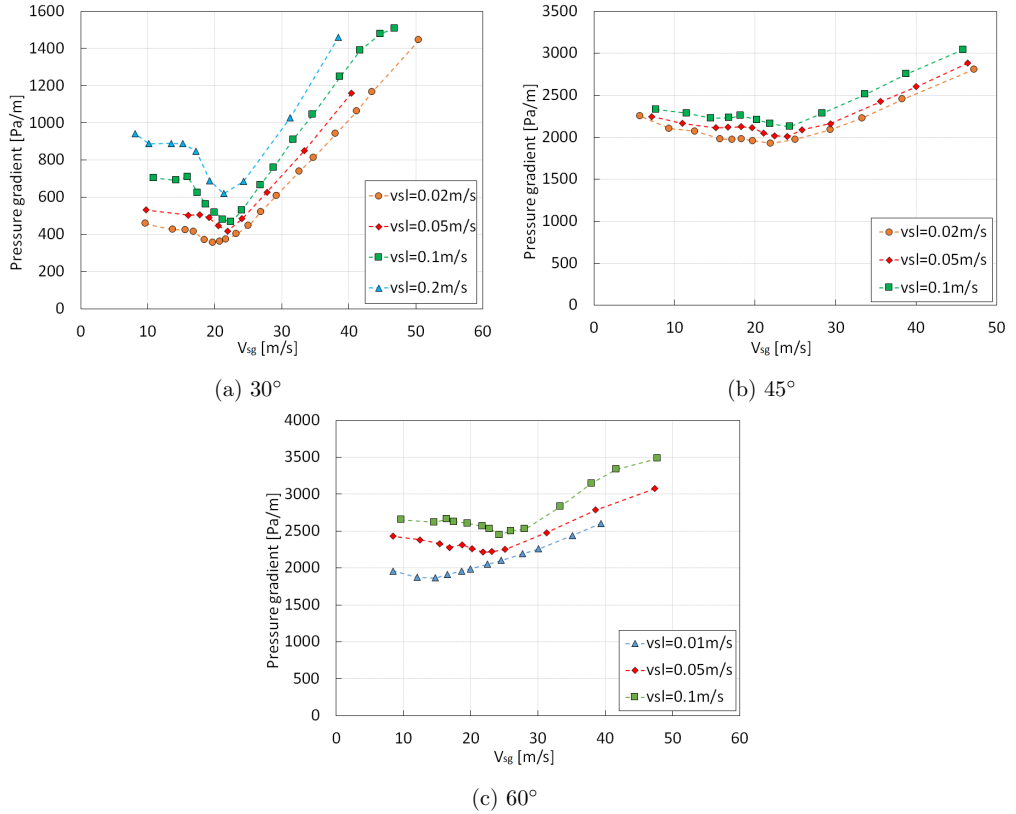 1600
1400
1200
1000
800
600
400
200
0
0 10 20 30 40 50 60
Pressure gradient [Pa/m]
Vsg [m/s]
vsl=0.02m/s
vsl=0.05m/s
vsl=0.1m/s
vsl=0.2m/s
(a) 30°
3500
3000
2500
2000
1500
1000
500
0
0 10 20 30 40 50
Pressure gradient [Pa/m]
Vsg [m/s]
vsl=0.02m/s
vsl=0.05m/s
vsl=0.1m/s
(b) 45°
4000
3500
3000
2500
2000
1500
1000
500
0
0 10 20 30 40 50 60
Pressure gradient [Pa/m]
Vsg [m/s]
vsl=0.01m/s
vsl=0.05m/s
vsl=0.1m/s
(c) 60°